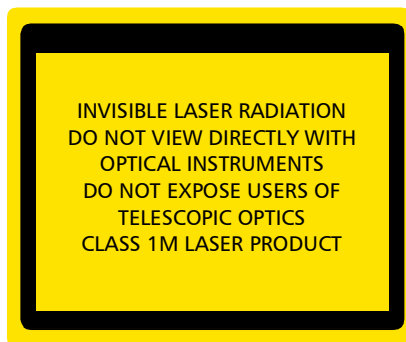 INVISIBLE LASER RADIATION
DO NOT VIEW DIRECTLY WITH
OPTICAL INSTRUMENTS
DO NOT EXPOSE USERS OF
TELESCOPIC OPTICS
CLASS 1M LASER PRODUCT